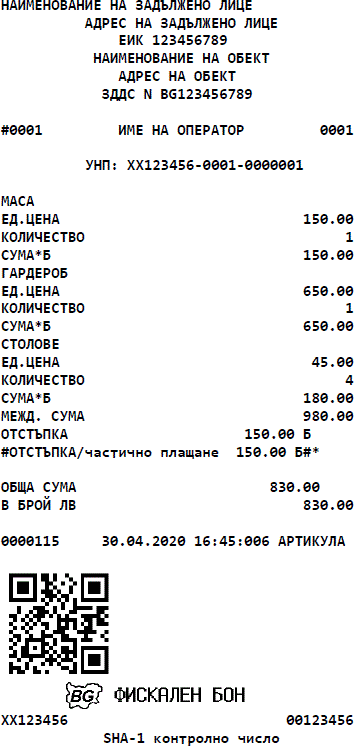 НАИМЕНОВАНИЕ НА ЗАДЪЛЖЕНО ЛИЦЕ
АДРЕС НА ЗАДЪЛЖЕНО ЛИЦЕ
ЕИК 123456789
НАИМЕНОВАНИЕ НА ОБЕКТ
АДРЕС НА ОБЕКТ
ЗДДС N BG123456789
#0001 ИМЕ НА ОПЕРАТОР 0001
УНП: XX123456-0001-0000001
МАСА
ЕД.ЦЕНА 150.00
КОЛИЧЕСТВО 1
СУМА*Б 150.00
ГАРДЕРОБ
ЕД.ЦЕНА 650.00
КОЛИЧЕСТВО 1
СУМА*Б 650.00
СТОЛОВЕ
ЕД.ЦЕНА 45.00
КОЛИЧЕСТВО 4
СУМА*Б 180.00
МЕЖД. СУМА 980.00
ОТСТЪПКА 150.00 Б
#ОТСТЪПКА/частично плащане 150.00 Б#*
ОБЩА СУМА 830.00
В БРОЙ ЛВ 830.00
0000115 30.04.2020 16:45:006 АРТИКУЛА
BG ФИСКАЛЕН БОН
XX123456 00123456
SHA-1 контролно число